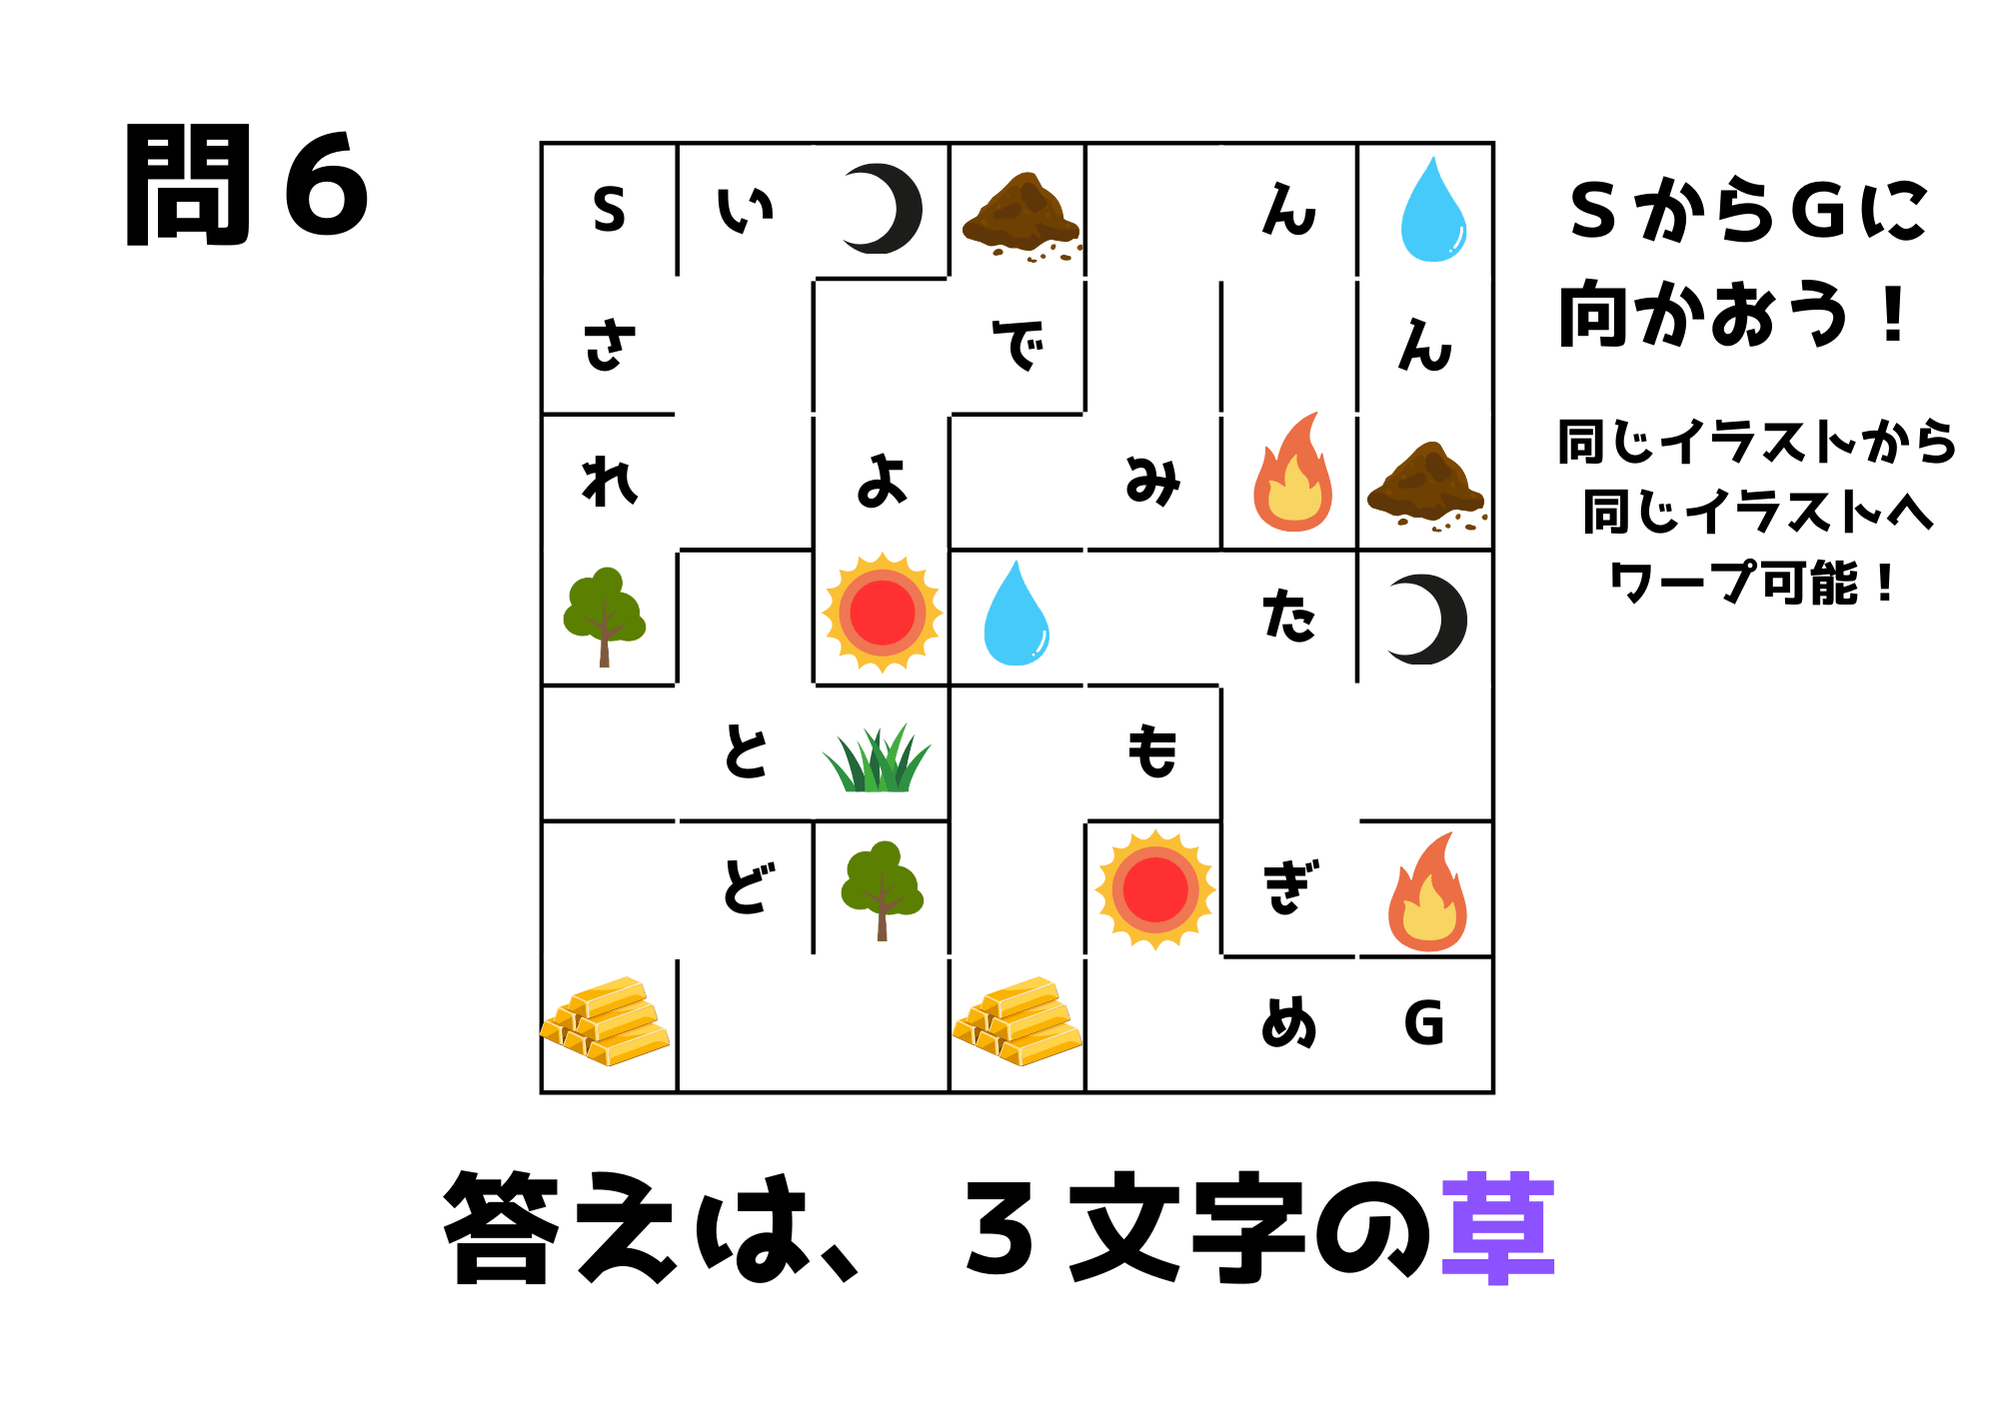 問6
S い ん
さ で ん
れ よ み
た
と も
ど ぎ
め G
SからGに
向かおう！
同じイラストから
同じイラストへ
ワープ可能！
答えは、3文字の草